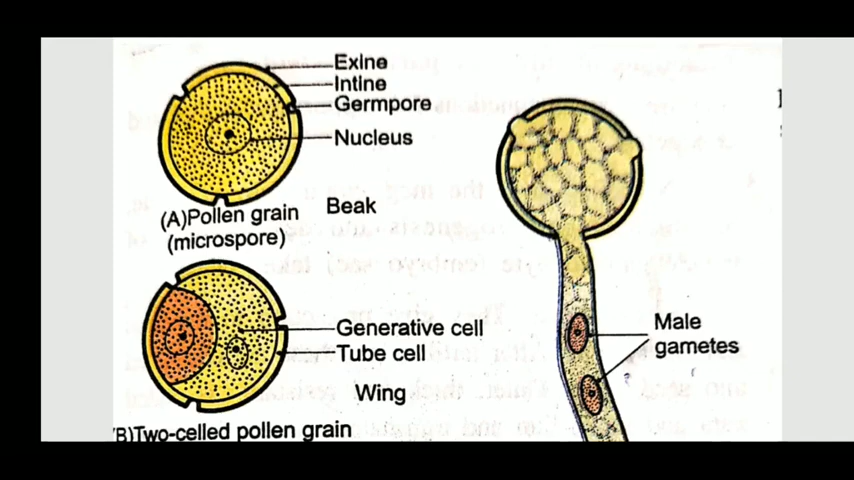 Exine
Intine
Germpore
Nucleus
(A)Pollen grain
(microspore)
Beak
Generative cell
Tube cell
Wing
(B)Two-celled pollen grain
Male
gametes